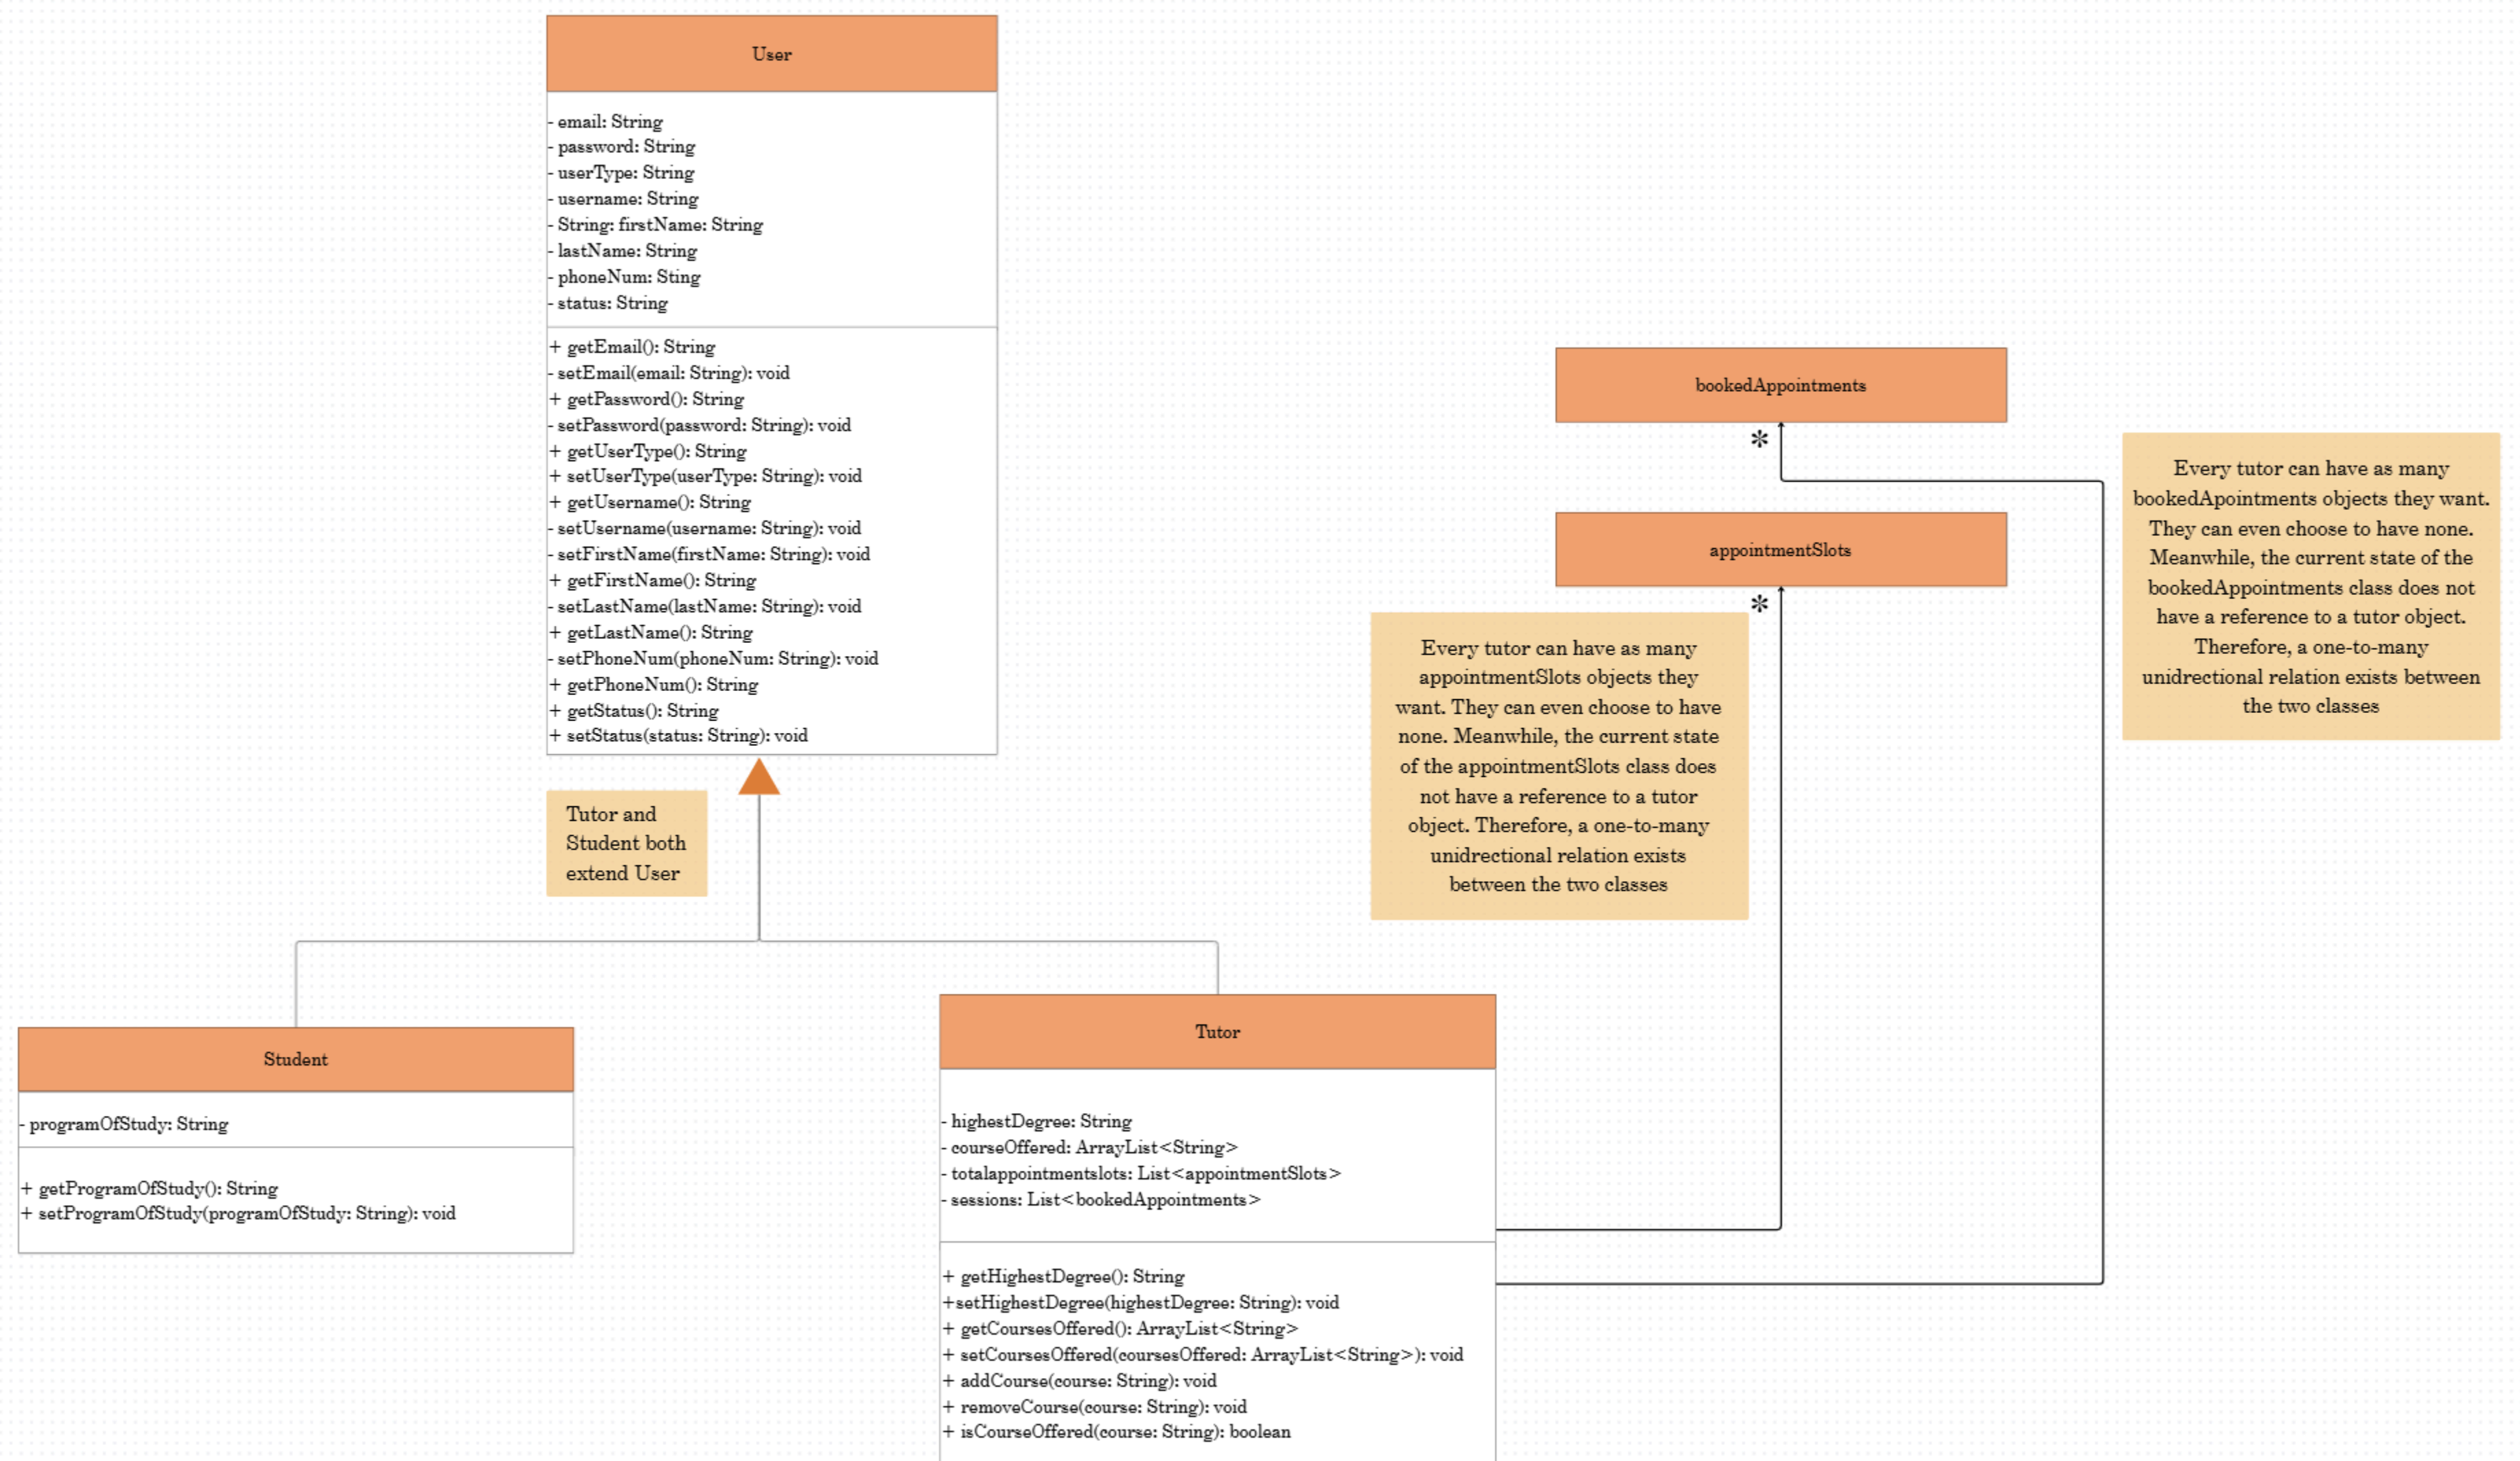 User
- email: String
- password: String
- userType: String
- username: String
- String: firstName: String
- lastName: String
- phoneNum: Sting
- status: String
+ getEmail(): String
- setEmail(email: String): void
+ getPassword(): String
- setPassword(password: String): void
+ getUserType(): String
+ setUserType(userType: String): void
+ getUsername(): String
- setUsername(username: String): void
- setFirstName(firstName: String): void
+ getFirstName(): String
- setLastName(lastName: String): void
+ getLastName(): String
- setPhoneNum(phoneNum: String): void
+ getPhoneNum(): String
+ getStatus(): String
+ setStatus(status: String): void
Tutor and
Student both
extend User
Student
- programOfStudy: String
+ getProgramOfStudy(): String
+ setProgramOfStudy(programOfStudy: String): void
Tutor
- highestDegree: String
- courseOffered: ArrayList<String>
- totalappointmentslots: List<appointmentSlots>
- sessions: List<bookedAppointments>
+ getHighestDegree(): String
+setHighestDegree(highestDegree: String): void
+ getCoursesOffered(): ArrayList<String>
+ setCoursesOffered(coursesOffered: ArrayList<String>): void
+ addCourse(course: String): void
+ removeCourse(course: String): void
+ isCourseOffered(course: String): boolean
bookedAppointments
*
appointmentSlots
*
Every tutor can have as many
appointmentSlots objects they
want. They can even choose to have
none. Meanwhile, the current state
of the appointmentSlots class does
not have a reference to a tutor
object. Therefore, a one-to-many
unidrectional relation exists
between the two classes
Every tutor can have as many
bookedApointments objects they want.
They can even choose to have none.
Meanwhile, the current state of the
bookedAppointments class does not
have a reference to a tutor object.
Therefore, a one-to-many
unidrectional relation exists between
the two classes